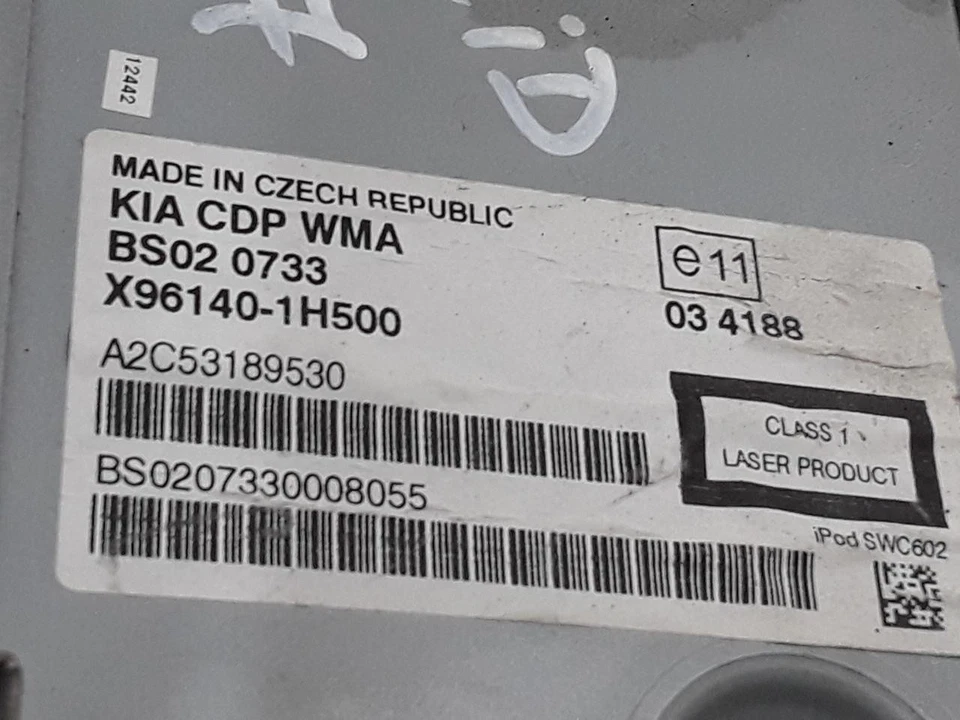 12442
MADE IN CZECH REPUBLIC
KIA CDP WMA
BS02 0733
X96140-1H500
e11
03 4188
A2C53189530
CLASS 1
LASER PRODUCT
BS0207330008055
iPod SWC602